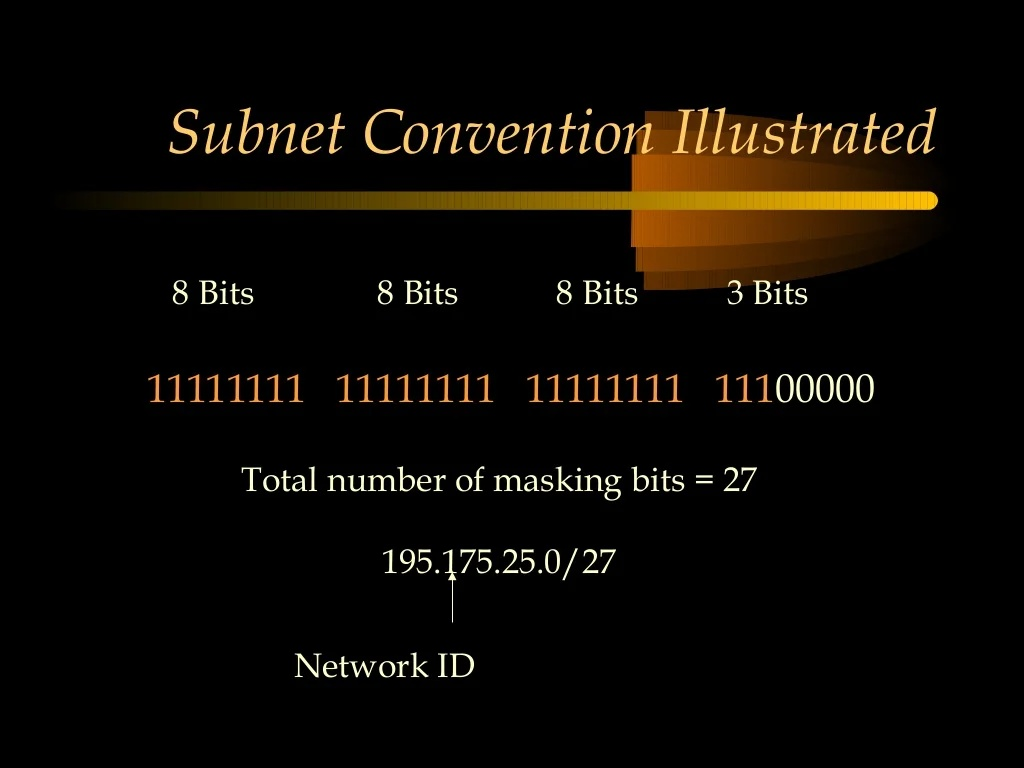 Subnet Convention Illustrated
8 Bits 8 Bits 8 Bits 3 Bits
11111111 11111111 11111111 11100000
Total number of masking bits = 27
195.175.25.0/27
Network ID